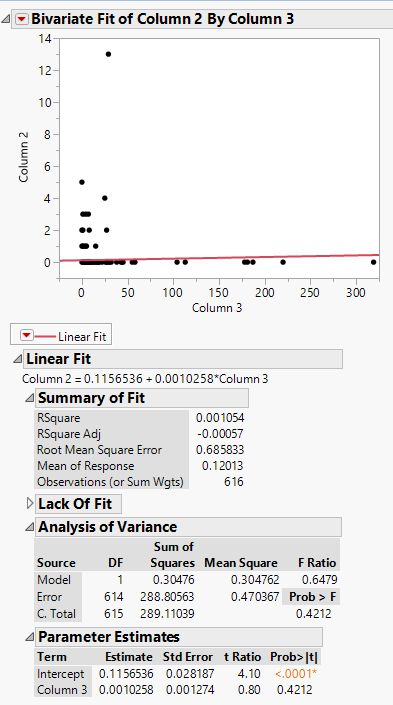 Bivariate Fit of Column 2 By Column 3
14
12
10
8
6
4
2
0
Column 2
0 50 100 150 200 250 300
Column 3
Linear Fit
Linear Fit
Column 2 = 0.1156536 + 0.0010258*Column 3
Summary of Fit
RSquare 0.001054
RSquare Adj -0.00057
Root Mean Square Error 0.685833
Mean of Response 0.12013
Observations (or Sum Wgts) 616
Lack Of Fit
Analysis of Variance
Sum of
Source DF Squares Mean Square F Ratio
Model 1 0.30476 0.304762 0.6479
Error 614 288.80563 0.470367 Prob > F
C. Total 615 289.11039 0.4212
Parameter Estimates
Term Estimate Std Error t Ratio Prob>|t|
Intercept 0.1156536 0.028187 4.10 <.0001*
Column 3 0.0010258 0.001274 0.80 0.4212